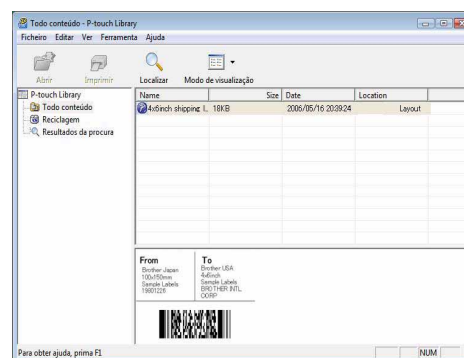 Todo conteúdo - P-touch Library
Ficheiro Editar Ver Ferramenta Ajuda
Abrir Imprimir Localizar Modo de visualização
P-touch Library
Todo conteúdo
Reciclagem
Resultados da procura
Name Size Date Location
4x6inch shipping L. 18KB 2006/05/16 20:39:24 Layout
From
Brother Japan
100x150mm
Sample Labels
19801226
To
Brother USA
4x6inch
Sample Labels
BROTHER INTL
CORP
Para obter ajuda, prima F1
NUM